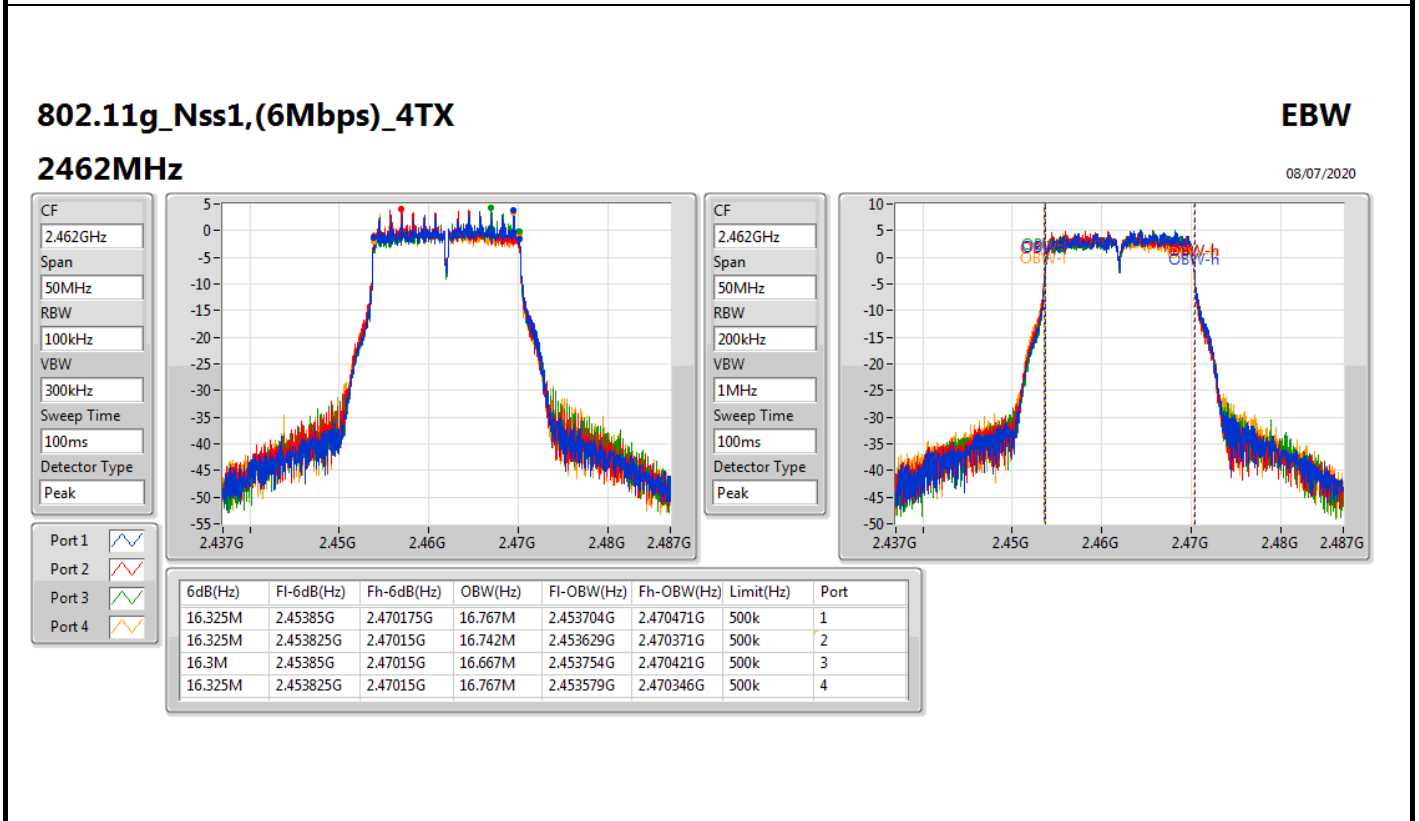 802.11g_Nss1,(6Mbps)_4TX
EBW
2462MHz
08/07/2020
CF
2.462GHz
Span
50MHz
RBW
100kHz
VBW
300kHz
Sweep Time
100ms
Detector Type
Peak
5
0
-5
-10
-15
-20
-25
-30
-35
-40
-45
-50
-55
2.437G 2.45G 2.46G 2.47G 2.48G 2.487G
CF
2.462GHz
Span
50MHz
RBW
200kHz
VBW
1MHz
Sweep Time
100ms
Detector Type
Peak
10
5
0
-5
-10
-15
-20
-25
-30
-35
-40
-45
-50
OBW-l
OBW-h
2.437G 2.45G 2.46G 2.47G 2.48G 2.487G
Port 1
Port 2
Port 3
Port 4
6dB(Hz) Fl-6dB(Hz) Fh-6dB(Hz) OBW(Hz) Fl-OBW(Hz) Fh-OBW(Hz) Limit(Hz) Port
16.325M 2.45385G 2.470175G 16.767M 2.453704G 2.470471G 500k 1
16.325M 2.453825G 2.47015G 16.742M 2.453629G 2.470371G 500k 2
16.3M 2.45385G 2.47015G 16.667M 2.453754G 2.470421G 500k 3
16.325M 2.453825G 2.47015G 16.767M 2.453579G 2.470346G 500k 4